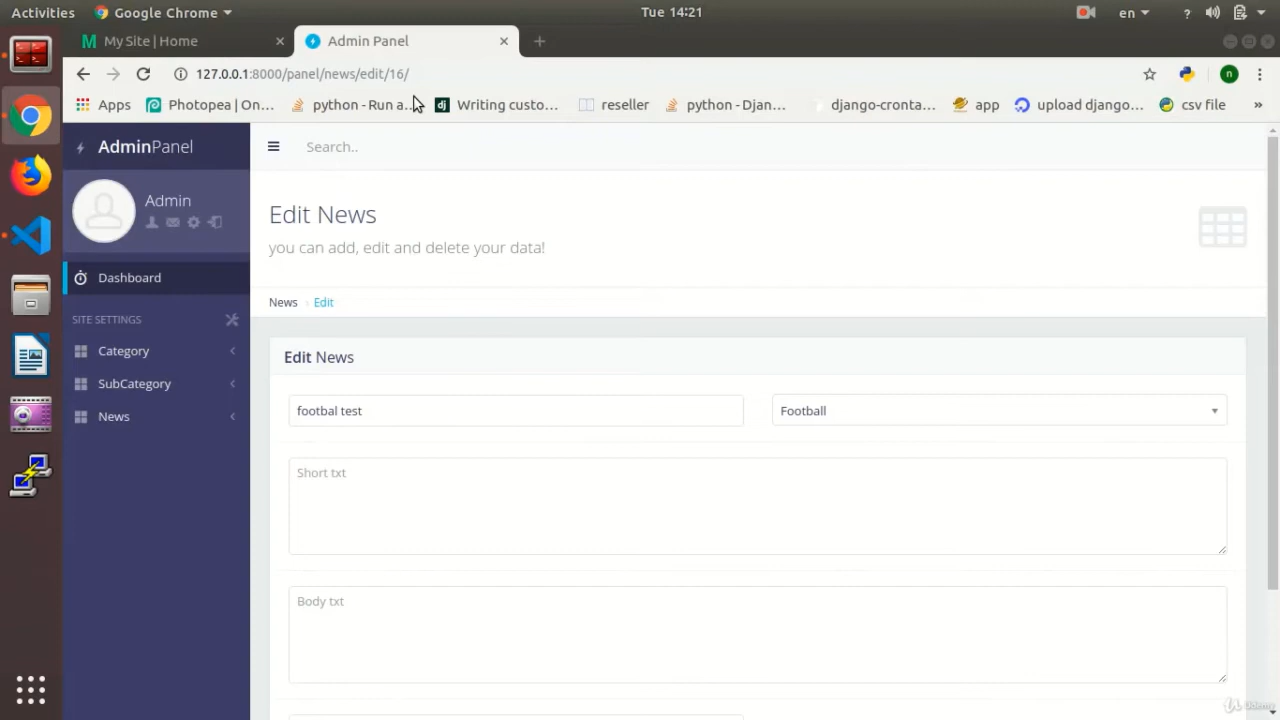 Activities Google Chrome Tue 14:21 en ?
My Site | Home Admin Panel
127.0.0.1:8000/panel/news/edit/16/ n
Apps Photopea | On... python - Run a... dj Writing custo... reseller python - Djan... django-cronta... app upload django... csv file »
AdminPanel Search..
Admin
Edit News
you can add, edit and delete your data!
Dashboard
News Edit
SITE SETTINGS
Category
SubCategory
News
Edit News
footbal test Football
Short txt
Body txt
Udemy